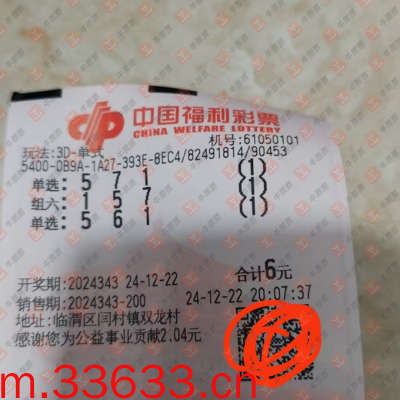 中国福利彩票
CHINA WELFARE LOTTERY
玩法:3D-单式 机号:61050101
5400-0B9A-1A27-393E-8EC4/82491814/90453
单选: 5 7 1 (1)
组六: 1 5 7 (1)
单选: 5 6 1 (1)
开奖期:2024343 24-12-22 合计6元
销售期:2024343-200 24-12-22 20:07:37
地址:临渭区闫村镇双龙村
感谢您为公益事业贡献2.04元
m.33633.cn